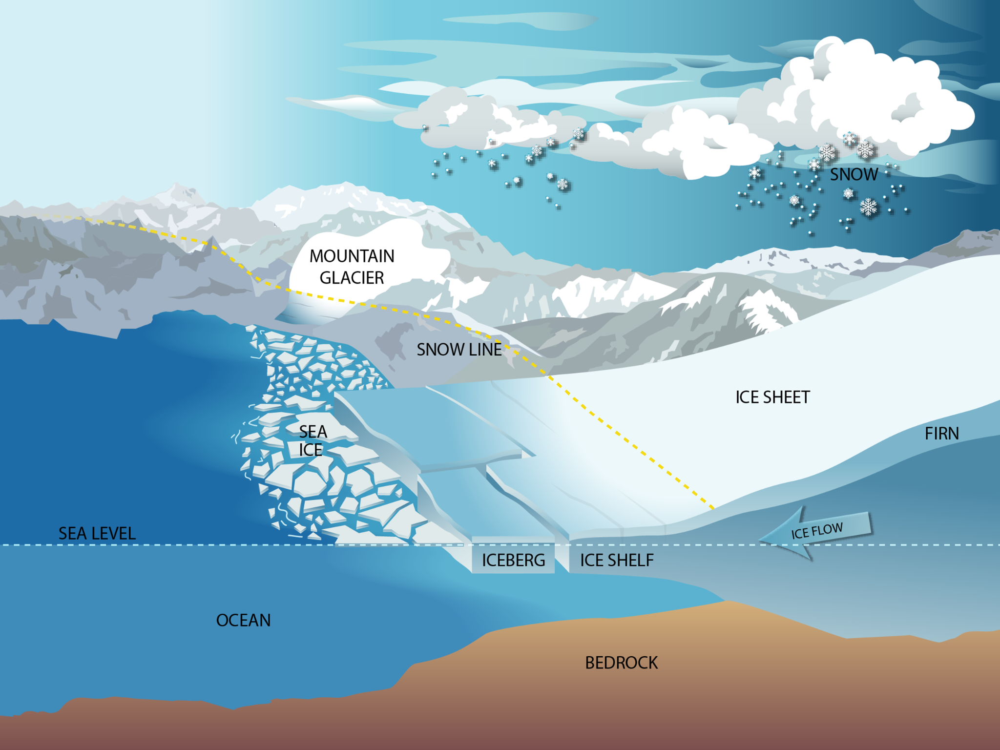 SNOW
MOUNTAIN
GLACIER
SNOW LINE
ICE SHEET
SEA
ICE
FIRN
SEA LEVEL
ICE FLOW
ICEBERG
ICE SHELF
OCEAN
BEDROCK